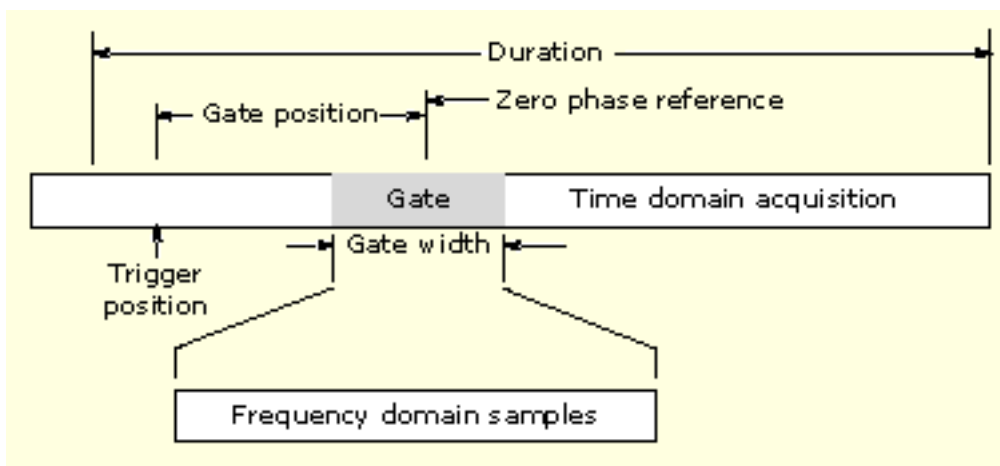 Duration
Zero phase reference
Gate position
Gate
Time domain acquisition
Gate width
Trigger
position
Frequency domain samples